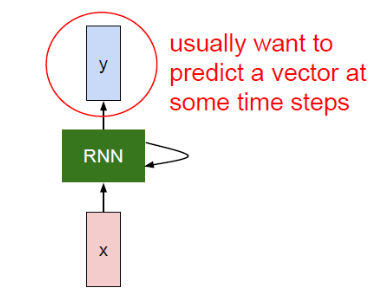 y
usually want to
predict a vector at
some time steps
RNN
x